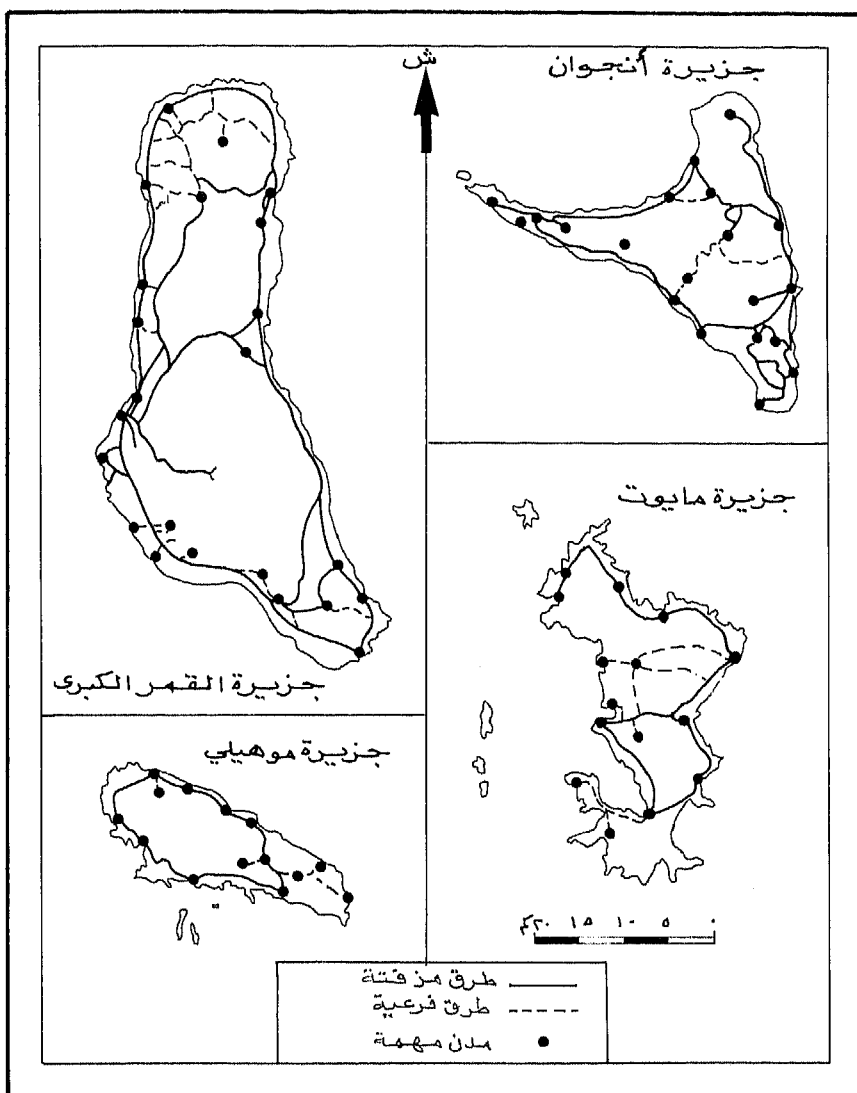 ش
جزيرة أنجوان
جزيرة مايوت
جزيرة القمر الكبرى
جزيرة موهيلي
٠ ٥ ١٠ ١٥ ٢٠ كم
طرق مزفتة
طرق فرعية
مدن مهمة